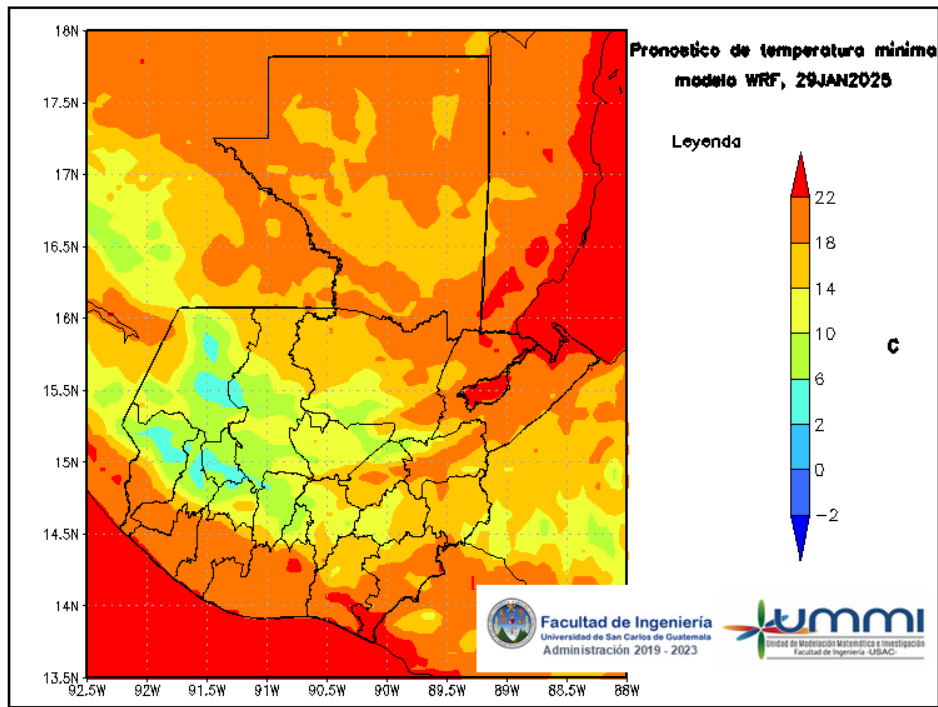 Pronostico de temperatura minima
modelo WRF, 29JAN2025
Leyenda
22
18
14
10
6
2
0
−2
C
18N
17.5N
17N
16.5N
16N
15.5N
15N
14.5N
14N
13.5N
92.5W
92W
91.5W
91W
90.5W
90W
89.5W
89W
88.5W
88W
Facultad de Ingeniería
Universidad de San Carlos de Guatemala
Administración 2019 - 2023
UMMI
Unidad de Modelación Matemática e Investigación
Facultad de Ingeniería -USAC-